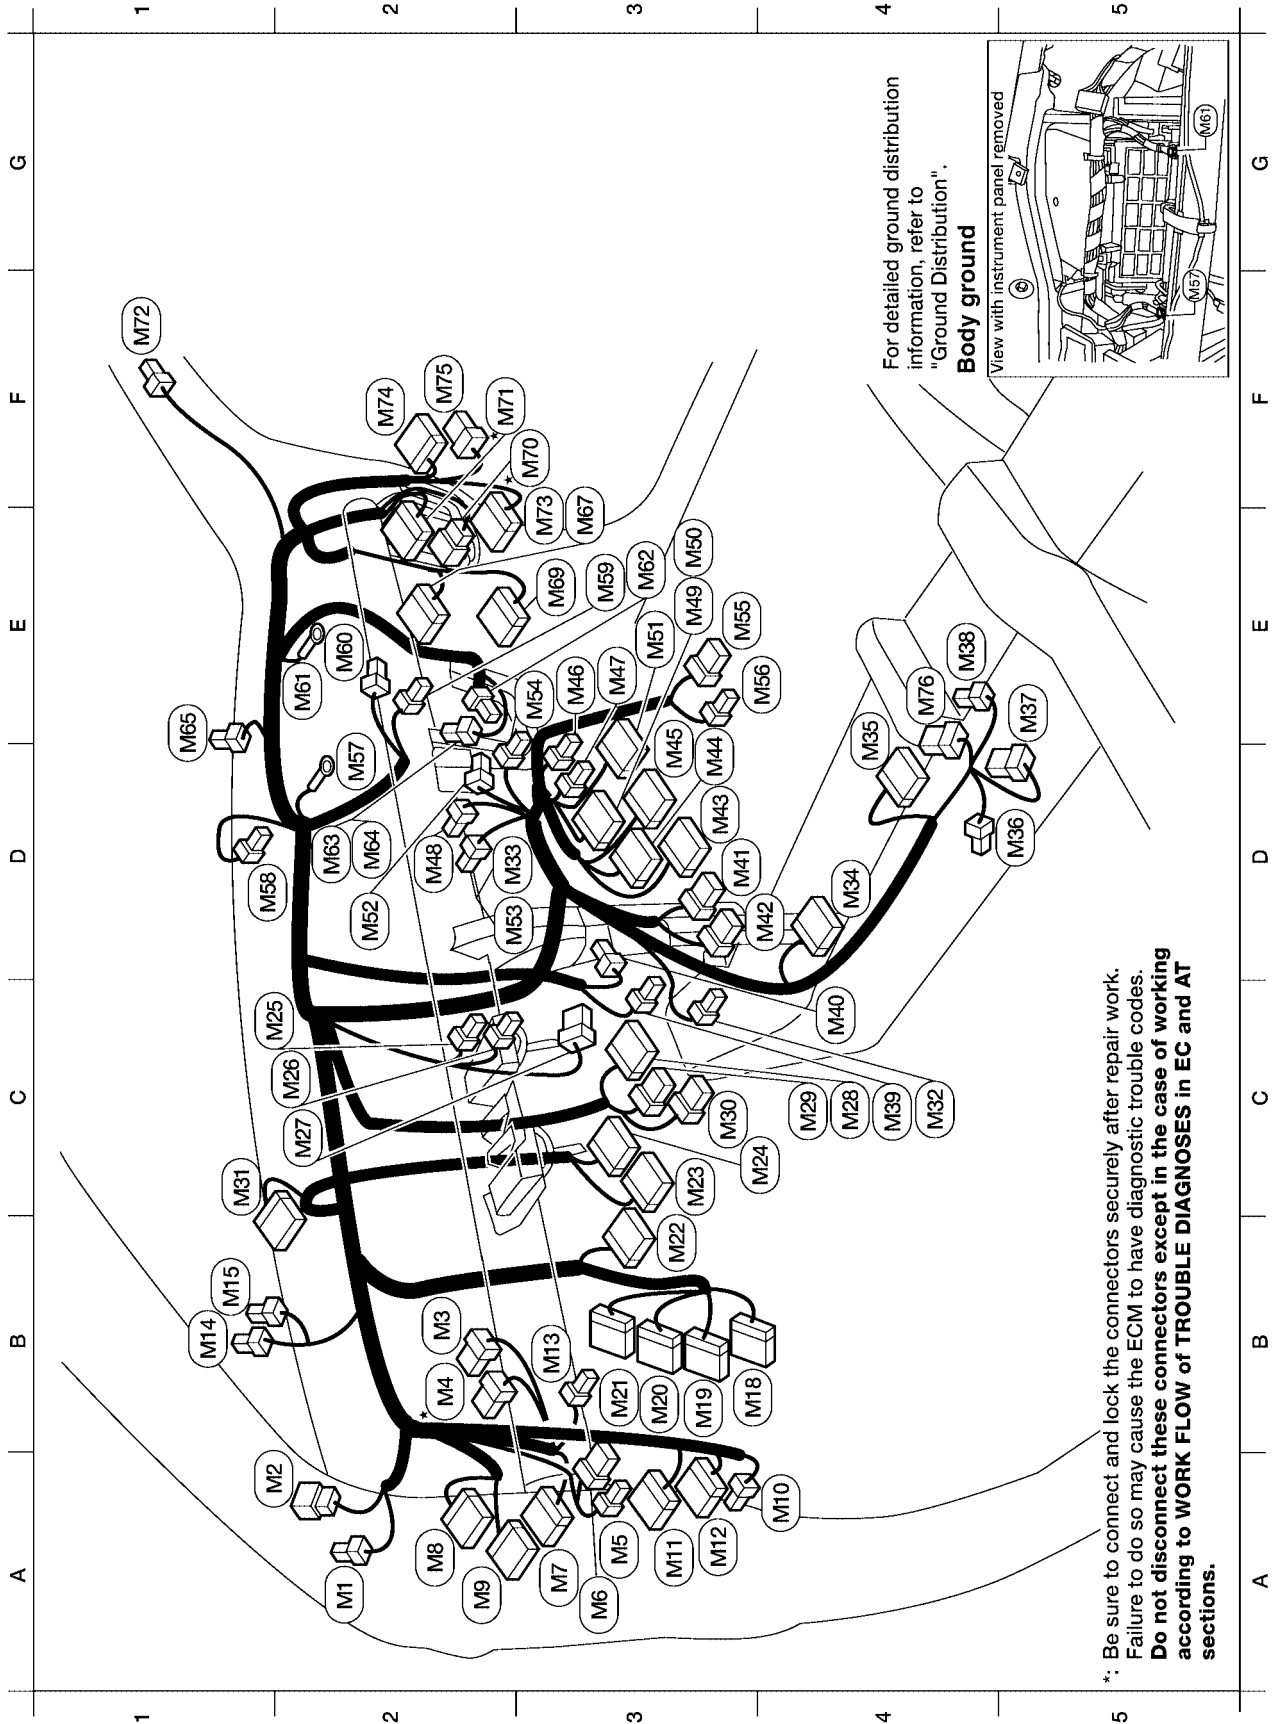 1
2
3
4
5
G
F
E
D
C
B
A
M72
M74
M75
M71
M70
M73
M67
M69
M65
M60
M61
M57
M59
M62
M50
M49
M51
M55
M56
M54
M46
M47
M45
M44
M43
M41
M42
M58
M63
M64
M52
M48
M33
M53
M35
M76
M38
M37
M36
M34
M40
M25
M26
M27
M31
M30
M29
M28
M39
M32
M24
M23
M22
M14
M15
M3
M4
M13
M21
M20
M19
M18
M2
M1
M8
M9
M7
M6
M5
M11
M12
M10
*
*
*
For detailed ground distribution
information, refer to
"Ground Distribution".
Body ground
View with instrument panel removed
M57
M61
*: Be sure to connect and lock the connectors securely after repair work.
Failure to do so may cause the ECM to have diagnostic trouble codes.
Do not disconnect these connectors except in the case of working
according to WORK FLOW of TROUBLE DIAGNOSES in EC and AT
sections.
1
2
3
4
5
G
F
E
D
C
B
A